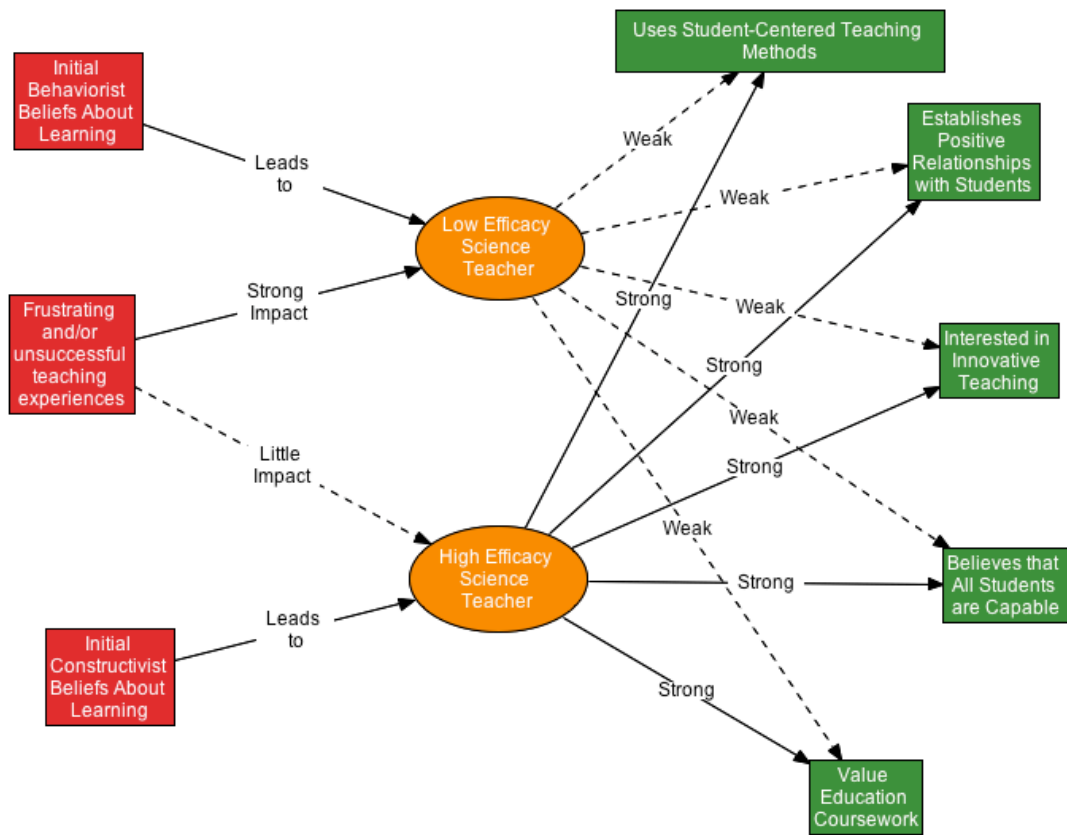 Uses Student-Centered Teaching
Methods
Initial
Behaviorist
Beliefs About
Learning
Establishes
Positive
Relationships
with Students
Weak
Leads
to
Weak
Low Efficacy
Science
Teacher
Strong
Impact
Strong
Weak
Frustrating
and/or
unsuccessful
teaching
experiences
Interested in
Innovative
Teaching
Strong
Weak
Little
Impact
Strong
Weak
High Efficacy
Science
Teacher
Strong
Believes that
All Students
are Capable
Leads
to
Initial
Constructivist
Beliefs About
Learning
Strong
Value
Education
Coursework